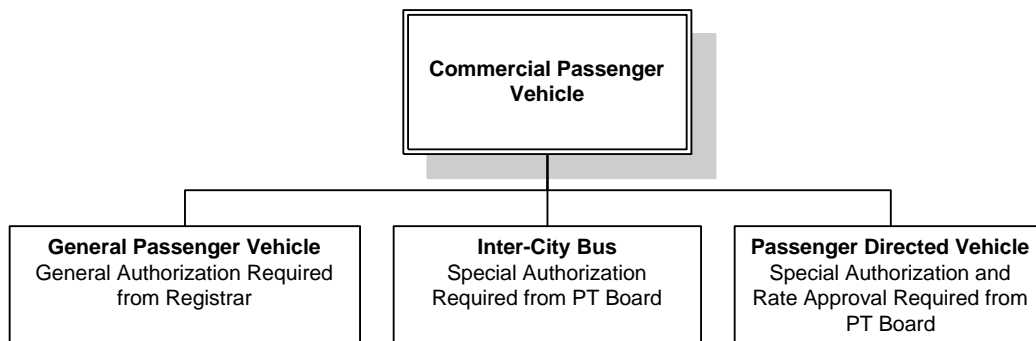 Commercial Passenger
Vehicle
General Passenger Vehicle
General Authorization Required
from Registrar
Inter-City Bus
Special Authorization
Required from PT Board
Passenger Directed Vehicle
Special Authorization and
Rate Approval Required from
PT Board